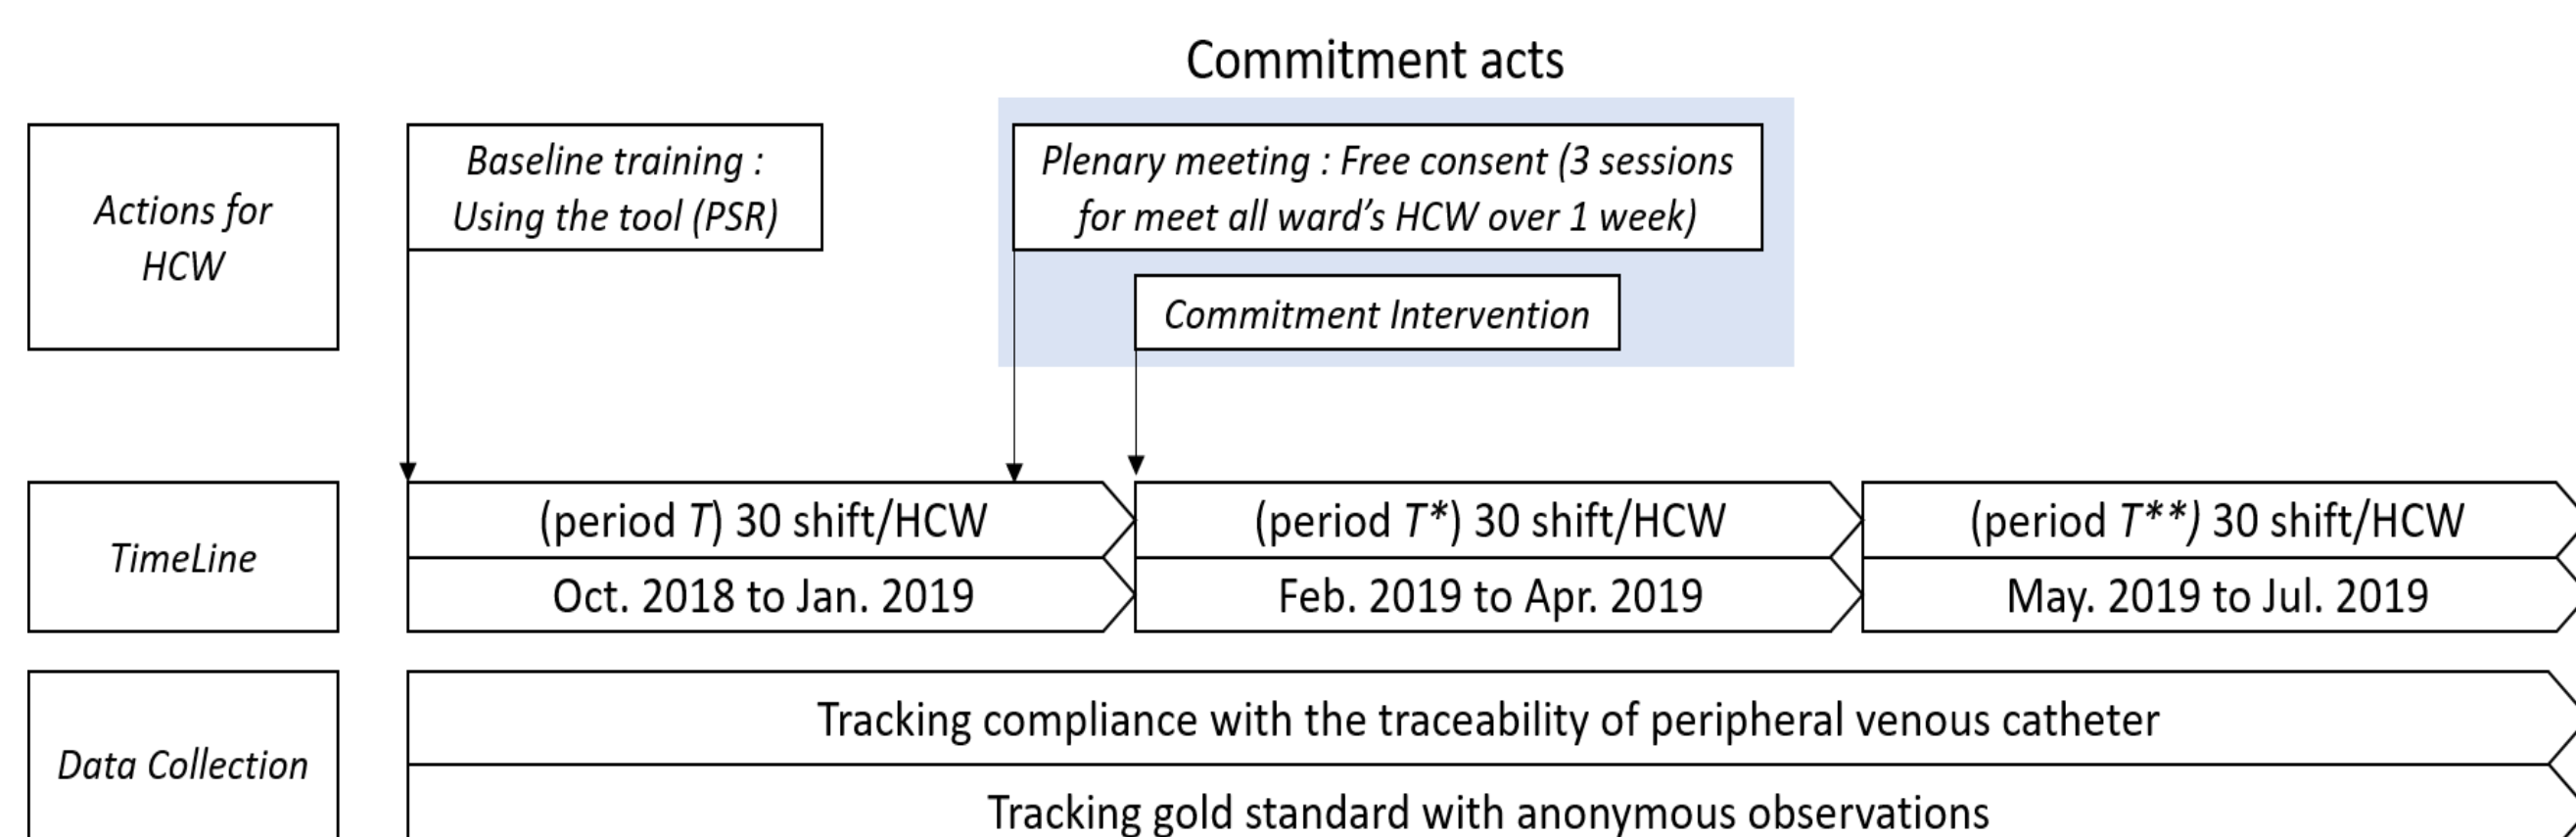 Commitment acts
Actions for
HCW
Baseline training :
Using the tool (PSR)
Plenary meeting : Free consent (3 sessions
for meet all ward’s HCW over 1 week)
Commitment Intervention
TimeLine
(period T) 30 shift/HCW
(period T*) 30 shift/HCW
(period T**) 30 shift/HCW
Oct. 2018 to Jan. 2019
Feb. 2019 to Apr. 2019
May. 2019 to Jul. 2019
Data Collection
Tracking compliance with the traceability of peripheral venous catheter
Tracking gold standard with anonymous observations